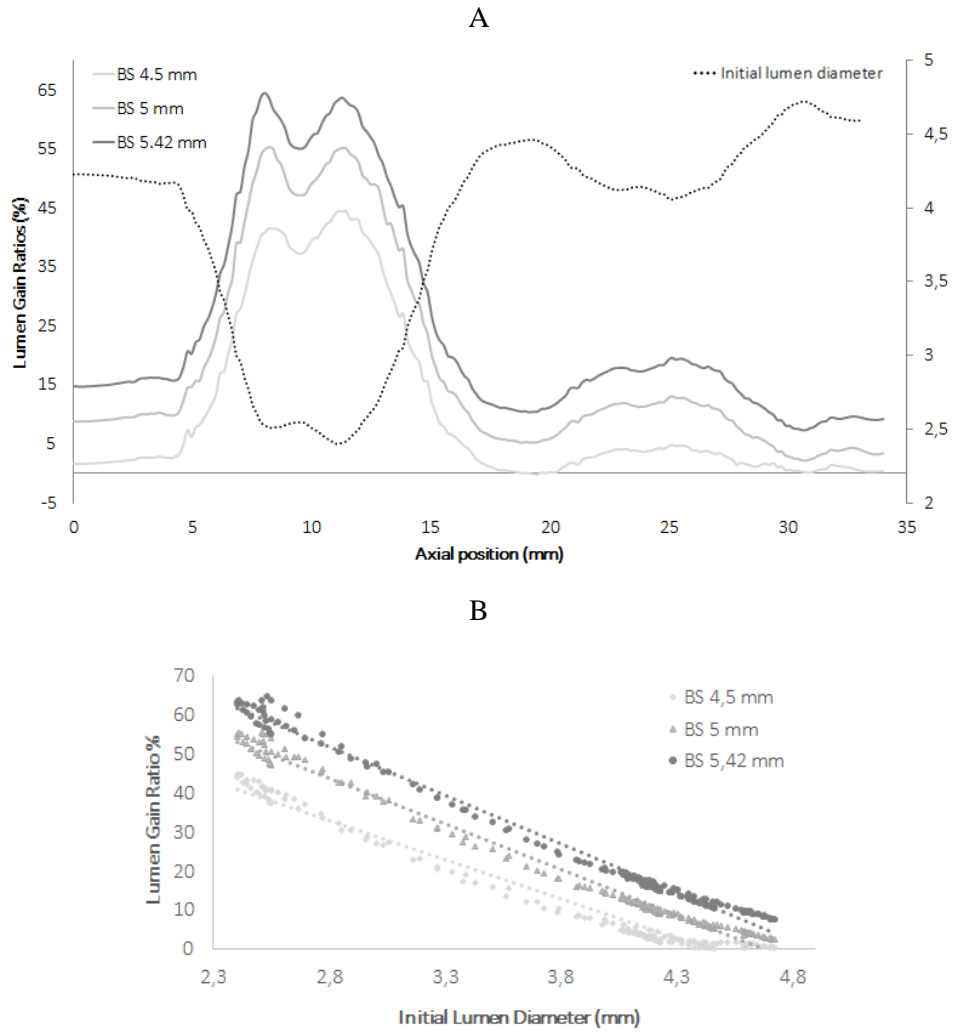 A
BS 4.5 mm
BS 5 mm
BS 5.42 mm
Initial lumen diameter
Lumen Gain Ratios (%)
65
55
45
35
25
15
5
-5
5
4,5
4
3,5
3
2,5
2
0 5 10 15 20 25 30 35
Axial position (mm)
B
Lumen Gain Ratio %
70
60
50
40
30
20
10
0
BS 4,5 mm
BS 5 mm
BS 5,42 mm
2,3 2,8 3,3 3,8 4,3 4,8
Initial Lumen Diameter (mm)